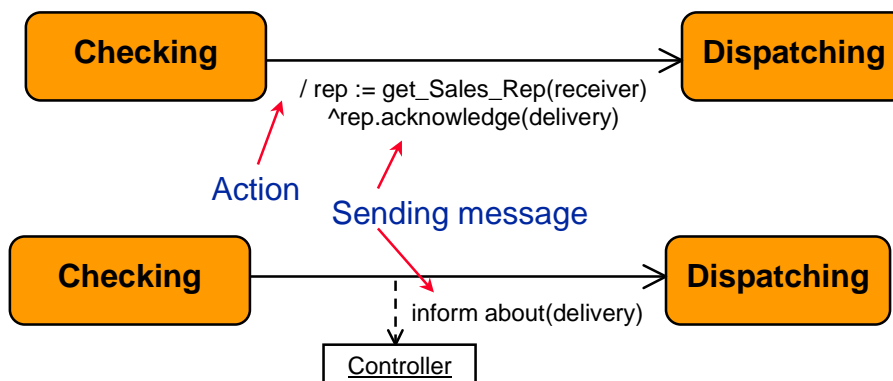 Checking
Dispatching
/ rep := get_Sales_Rep(receiver)
^rep.acknowledge(delivery)
Action
Sending message
Checking
Dispatching
inform about(delivery)
Controller